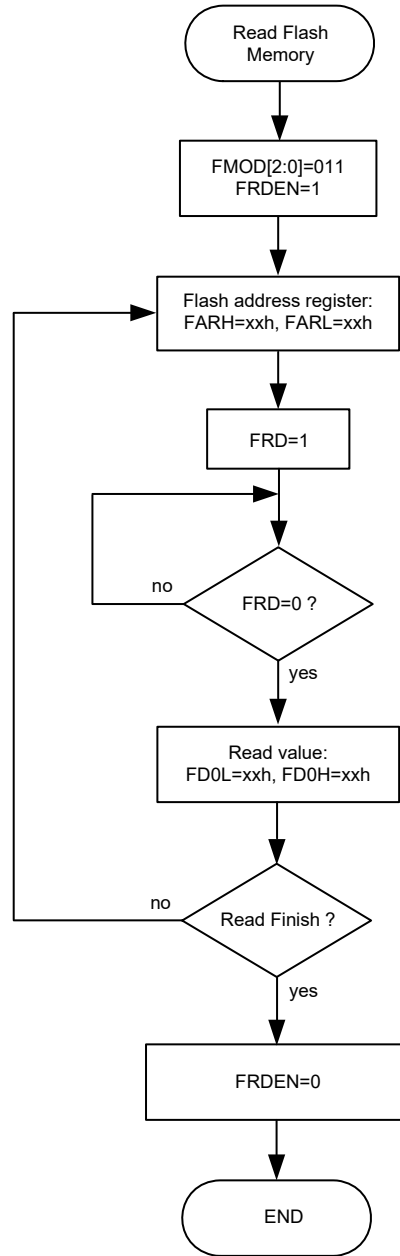 Read Flash
Memory
FMOD[2:0]=011
FRDEN=1
Flash address register:
FARH=xxh, FARL=xxh
FRD=1
no
FRD=0 ?
yes
Read value:
FD0L=xxh, FD0H=xxh
no
Read Finish ?
yes
FRDEN=0
END